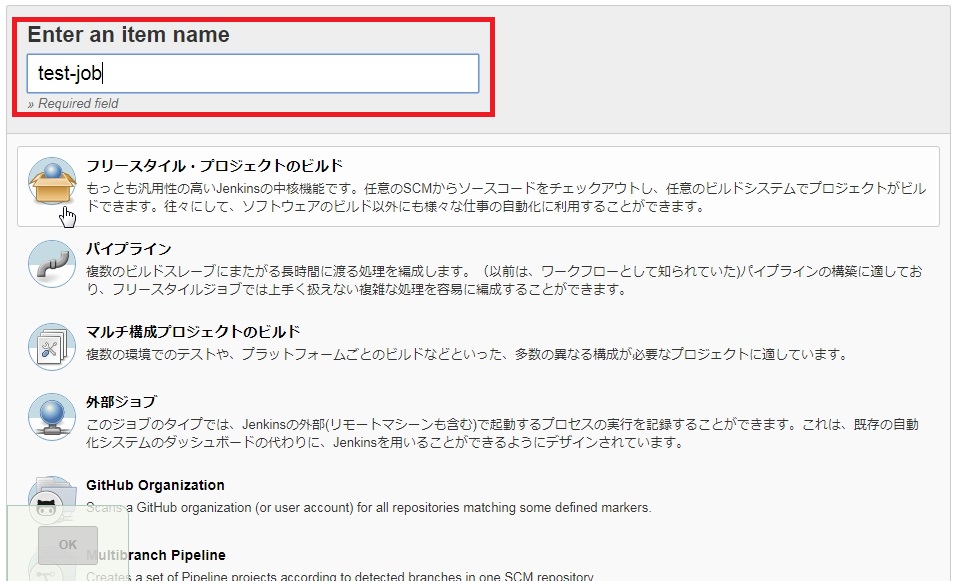 Enter an item name
test-job
» Required field
フリースタイル・プロジェクトのビルド
もっとも汎用性の高いJenkinsの中核機能です。任意のSCMからソースコードをチェックアウトし、任意のビルドシステムでプロジェクトがビル
ドできます。往々にして、ソフトウェアのビルド以外にも様々な仕事の自動化に利用することができます。
パイプライン
複数のビルドスレーブにまたがる長時間に渡る処理を編成します。（以前は、ワークフローとして知られていた)パイプラインの構築に適してお
り、フリースタイルジョブでは上手く扱えない複雑な処理を容易に編成することができます。
マルチ構成プロジェクトのビルド
複数の環境でのテストや、プラットフォームごとのビルドなどといった、多数の異なる構成が必要なプロジェクトに適しています。
外部ジョブ
このジョブのタイプでは、Jenkinsの外部(リモートマシーンも含む)で起動するプロセスの実行を記録することができます。これは、既存の自動
化システムのダッシュボードの代わりに、Jenkinsを用いることができるようにデザインされています。
GitHub Organization
Scans a GitHub organization (or user account) for all repositories matching some defined markers.
OK
Multibranch Pipeline
Creates a set of Pipeline projects according to detected branches in one SCM repository.